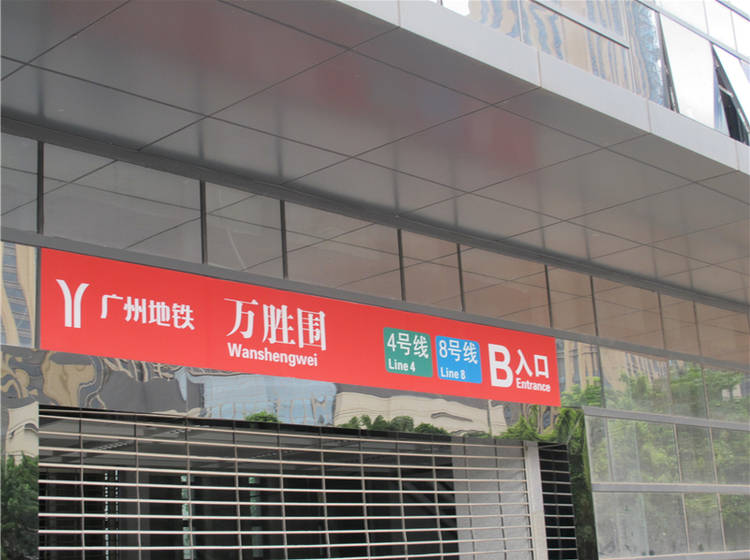 广州地铁
万胜围
Wanshengwei
4号线
Line 4
8号线
Line 8
B入口
Entrance